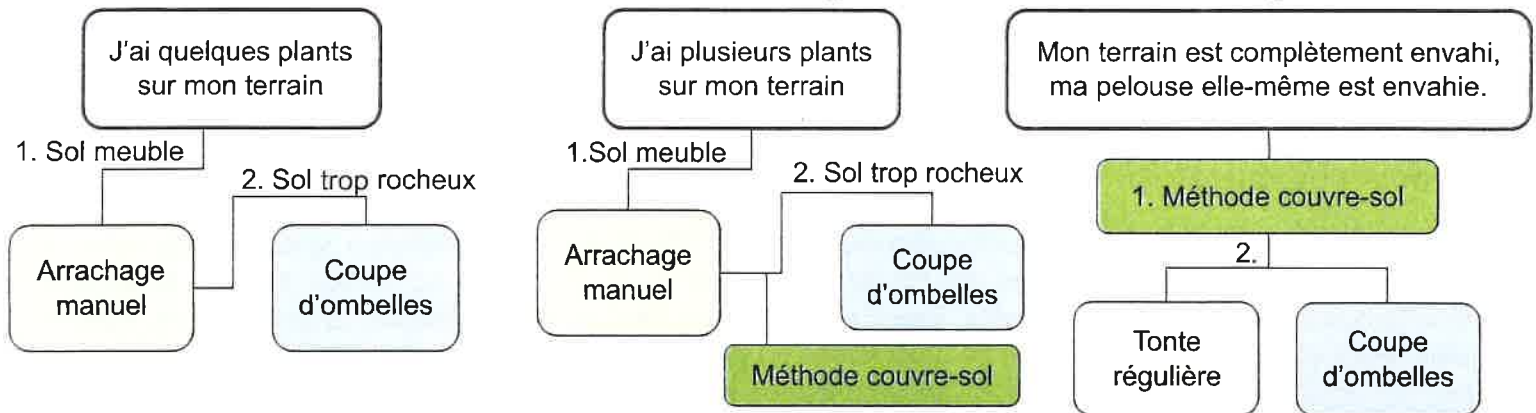 J'ai quelques plants
sur mon terrain
1. Sol meuble
2. Sol trop rocheux
Arrachage
manuel
Coupe
d'ombelles
J'ai plusieurs plants
sur mon terrain
1.Sol meuble
2. Sol trop rocheux
Arrachage
manuel
Coupe
d'ombelles
Méthode couvre-sol
Mon terrain est complètement envahi,
ma pelouse elle-même est envahie.
1. Méthode couvre-sol
2.
Tonte
régulière
Coupe
d'ombelles